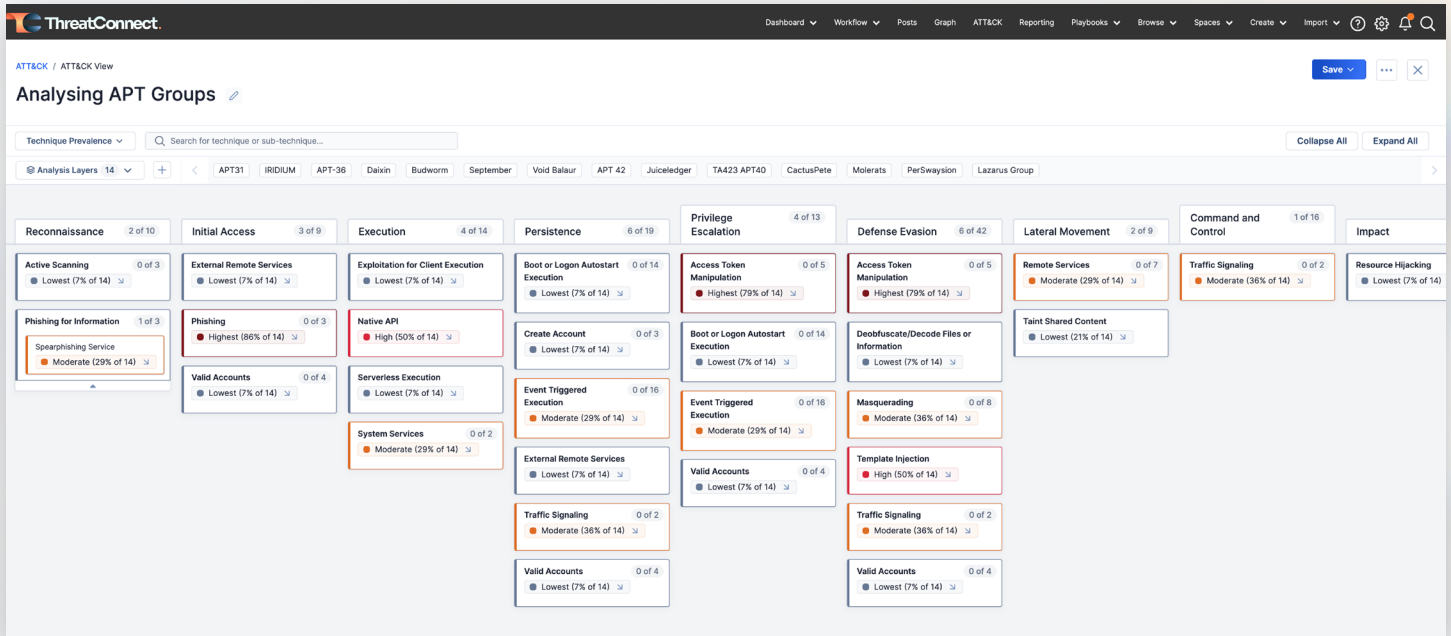 ThreatConnect.
Dashboard Workflow Posts Graph ATT&CK Reporting Playbooks Browse Spaces Create Import
ATT&CK / ATT&CK View
Save
Analysing APT Groups
Technique Prevalence
Search for technique or sub-technique...
Collapse All
Expand All
Analysis Layers 14
APT31
IRIDIUM
APT-36
Daixin
Budworm
September
Void Balaur
APT 42
Juiceledger
TA423 APT40
CactusPete
Molerats
PerSwaysion
Lazarus Group
Reconnaissance 2 of 10
Active Scanning 0 of 3
Lowest (7% of 14)
Phishing for Information 1 of 3
Spearphishing Service
Moderate (29% of 14)
Initial Access 3 of 9
External Remote Services
Lowest (7% of 14)
Phishing 0 of 3
Highest (86% of 14)
Valid Accounts 0 of 4
Lowest (7% of 14)
Execution 4 of 14
Exploitation for Client Execution
Lowest (7% of 14)
Native API
High (50% of 14)
Serverless Execution
Lowest (7% of 14)
System Services 0 of 2
Moderate (29% of 14)
Persistence 6 of 19
Boot or Logon Autostart 0 of 14
Execution
Lowest (7% of 14)
Create Account 0 of 3
Lowest (7% of 14)
Event Triggered 0 of 16
Execution
Moderate (29% of 14)
External Remote Services
Lowest (7% of 14)
Traffic Signaling 0 of 2
Moderate (36% of 14)
Valid Accounts 0 of 4
Lowest (7% of 14)
Privilege 4 of 13
Escalation
Access Token 0 of 5
Manipulation
Highest (79% of 14)
Boot or Logon Autostart 0 of 14
Execution
Lowest (7% of 14)
Event Triggered 0 of 16
Execution
Moderate (29% of 14)
Valid Accounts 0 of 4
Lowest (7% of 14)
Defense Evasion 6 of 42
Access Token 0 of 5
Manipulation
Highest (79% of 14)
Deobfuscate/Decode Files or
Information
Lowest (7% of 14)
Masquerading 0 of 8
Moderate (36% of 14)
Template Injection
High (50% of 14)
Traffic Signaling 0 of 2
Moderate (36% of 14)
Valid Accounts 0 of 4
Lowest (7% of 14)
Lateral Movement 2 of 9
Remote Services 0 of 7
Moderate (29% of 14)
Taint Shared Content
Lowest (21% of 14)
Command and 1 of 16
Control
Traffic Signaling 0 of 2
Moderate (36% of 14)
Impact
Resource Hijacking
Lowest (7% of 14)